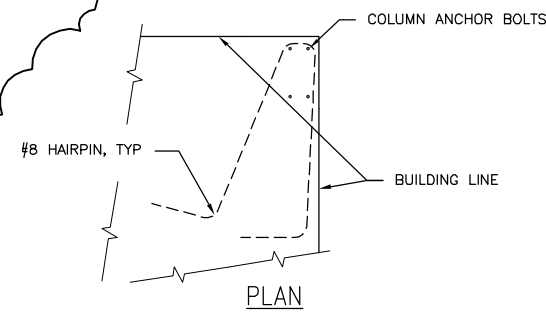 COLUMN ANCHOR BOLTS
#8 HAIRPIN, TYP
BUILDING LINE
PLAN